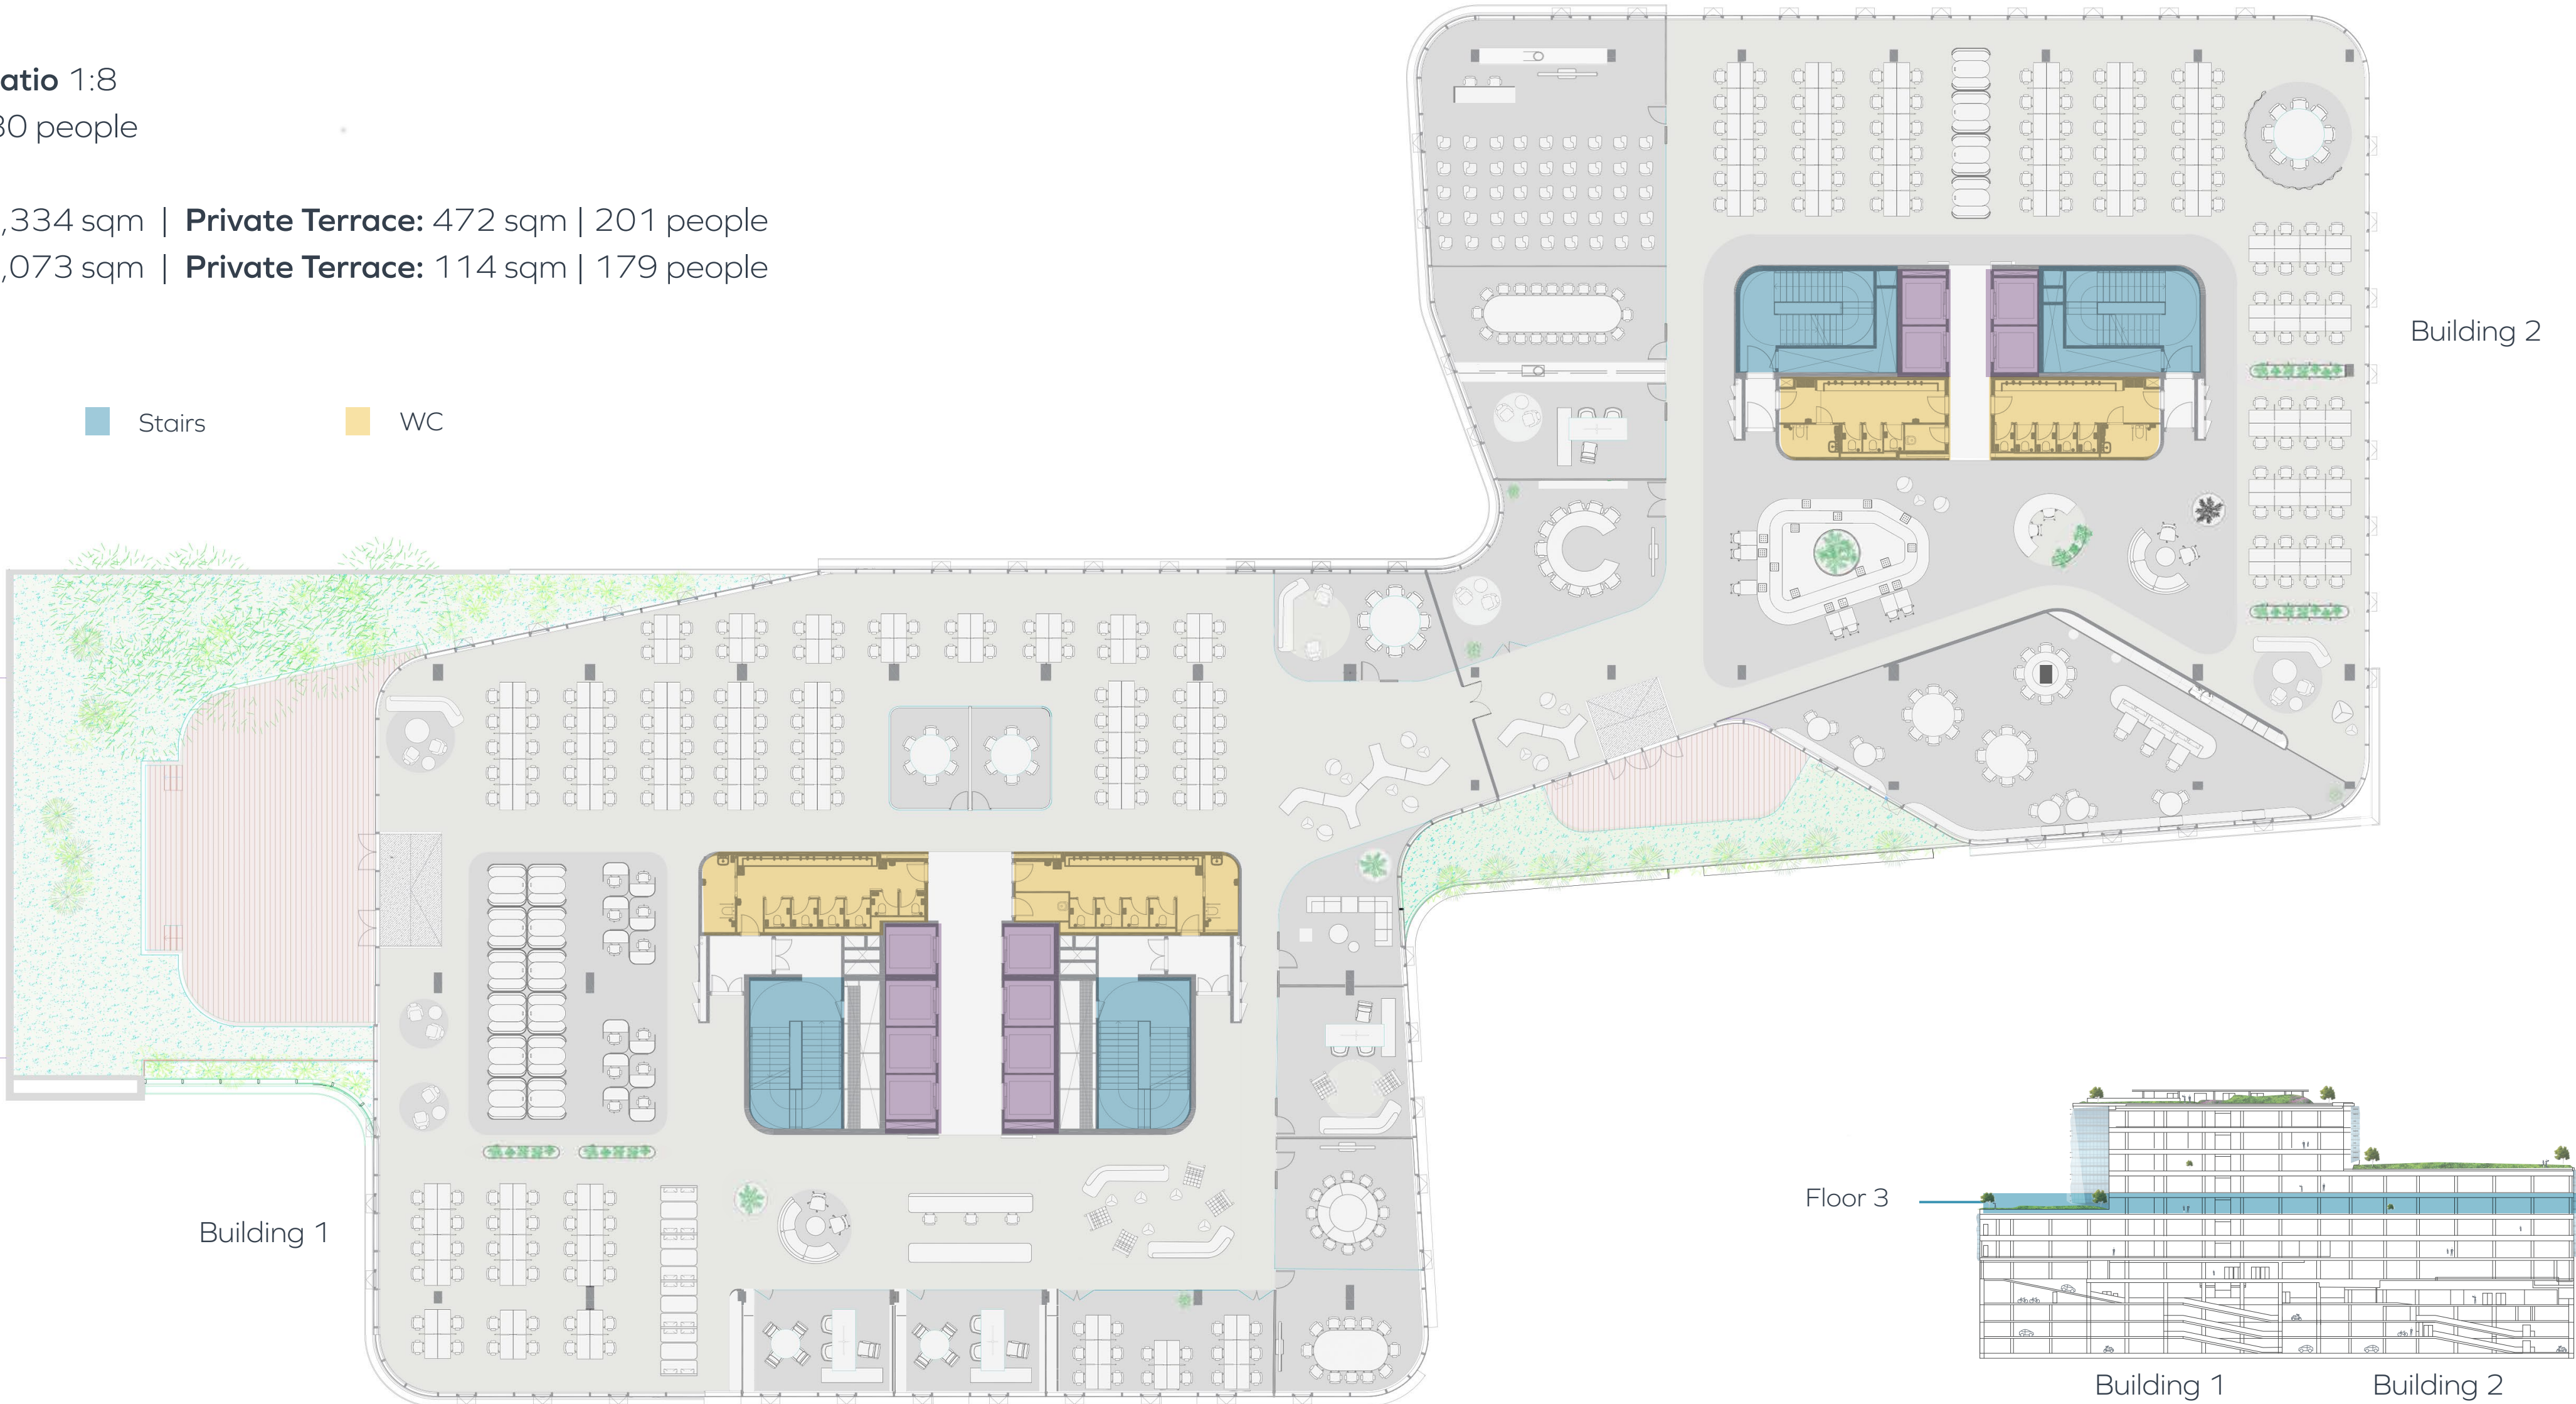 atio 1:8
80 people
,334 sqm | Private Terrace: 472 sqm | 201 people
,073 sqm | Private Terrace: 114 sqm | 179 people
Stairs
WC
Building 2
Building 1
Floor 3
Building 1
Building 2